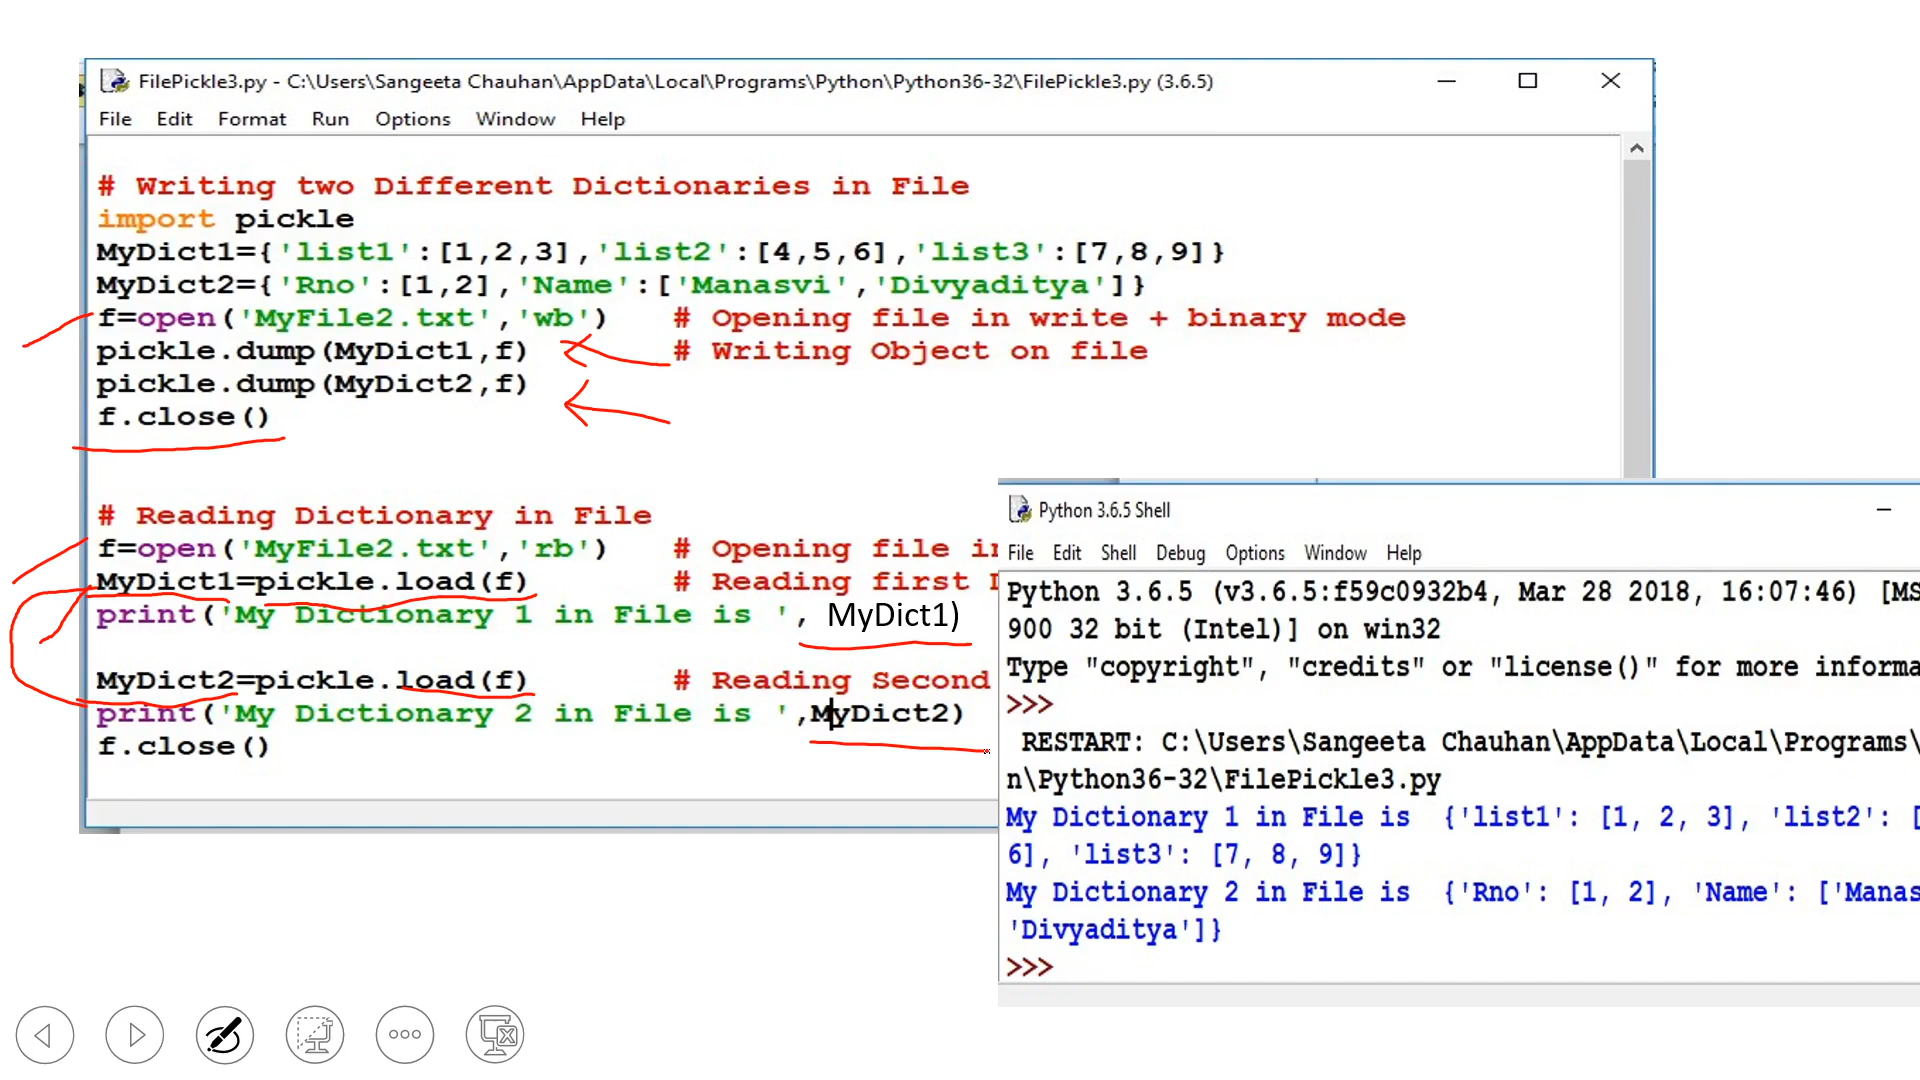 FilePickle3.py - C:\Users\Sangeeta Chauhan\AppData\Local\Programs\Python\Python36-32\FilePickle3.py (3.6.5)
File Edit Format Run Options Window Help
# Writing two Different Dictionaries in File
import pickle
MyDict1={'list1':[1,2,3],'list2':[4,5,6],'list3':[7,8,9]}
MyDict2={'Rno':[1,2],'Name':['Manasvi','Divyaditya']}
f=open('MyFile2.txt','wb') # Opening file in write + binary mode
pickle.dump(MyDict1,f) # Writing Object on file
pickle.dump(MyDict2,f)
f.close()
# Reading Dictionary in File
f=open('MyFile2.txt','rb') # Opening file in
MyDict1=pickle.load(f) # Reading first
print('My Dictionary 1 in File is ', MyDict1)
MyDict2=pickle.load(f) # Reading Second
print('My Dictionary 2 in File is ',MyDict2)
f.close()
Python 3.6.5 Shell
File Edit Shell Debug Options Window Help
Python 3.6.5 (v3.6.5:f59c0932b4, Mar 28 2018, 16:07:46) [MS
900 32 bit (Intel)] on win32
Type "copyright", "credits" or "license()" for more informa
>>>
RESTART: C:\Users\Sangeeta Chauhan\AppData\Local\Programs\
n\Python36-32\FilePickle3.py
My Dictionary 1 in File is {'list1': [1, 2, 3], 'list2': [
6], 'list3': [7, 8, 9]}
My Dictionary 2 in File is {'Rno': [1, 2], 'Name': ['Manas
'Divyaditya']}
>>>